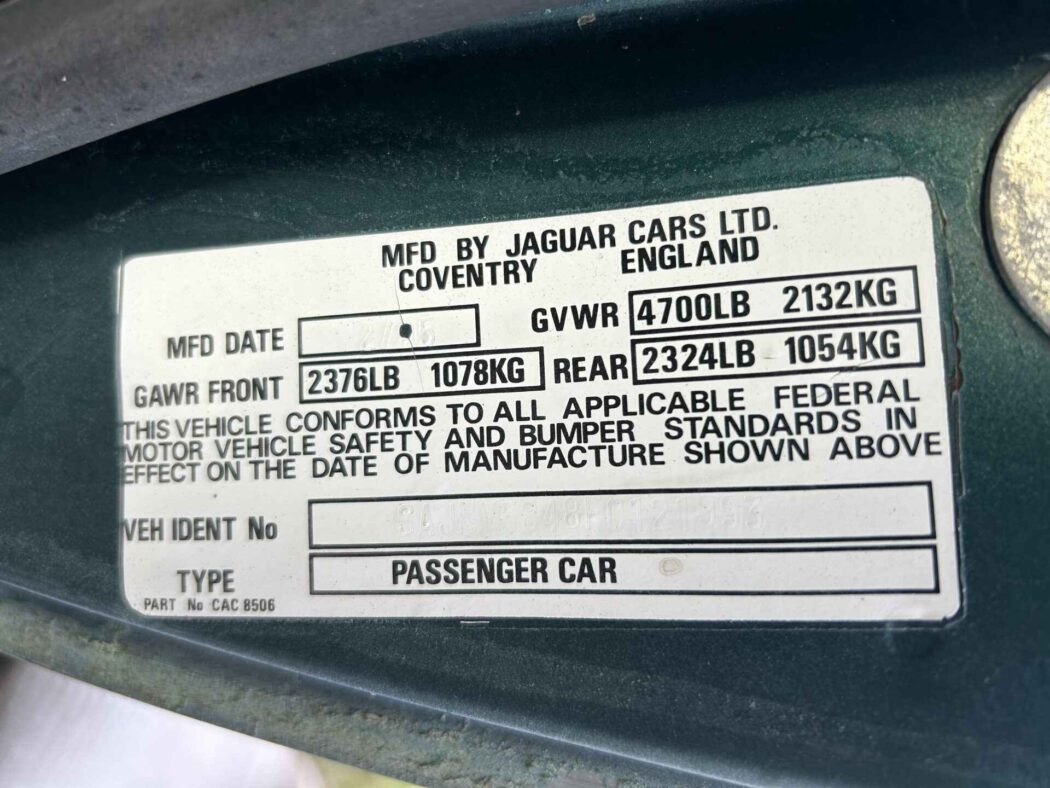 MFD BY JAGUAR CARS LTD.
COVENTRY ENGLAND
MFD DATE GVWR 4700LB 2132KG
GAWR FRONT 2376LB 1078KG REAR 2324LB 1054KG
THIS VEHICLE CONFORMS TO ALL APPLICABLE FEDERAL
MOTOR VEHICLE SAFETY AND BUMPER STANDARDS IN
EFFECT ON THE DATE OF MANUFACTURE SHOWN ABOVE
VEH IDENT No
TYPE PASSENGER CAR
PART No CAC 8506